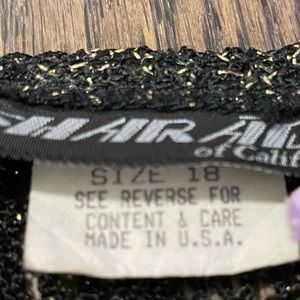 of Calif
SIZE 18
SEE REVERSE FOR
CONTENT & CARE
MADE IN U.S.A.